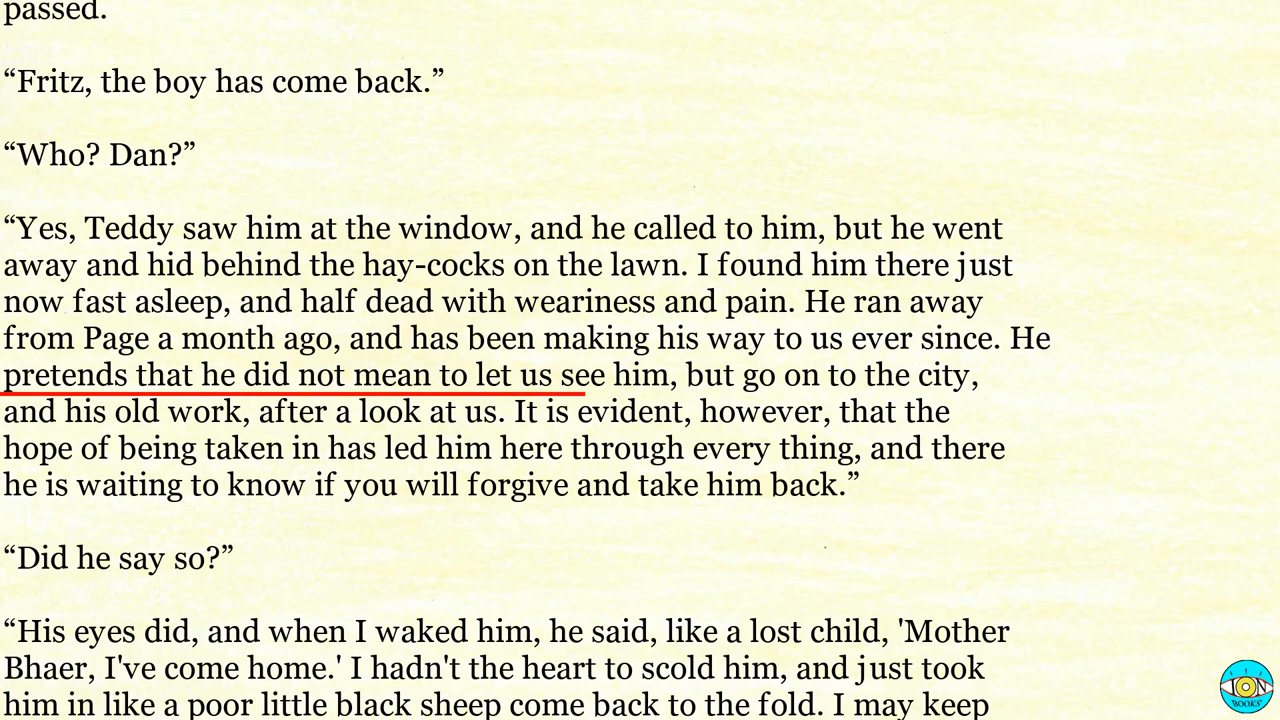 passed.
“Fritz, the boy has come back.”
“Who? Dan?”
“Yes, Teddy saw him at the window, and he called to him, but he went
away and hid behind the hay-cocks on the lawn. I found him there just
now fast asleep, and half dead with weariness and pain. He ran away
from Page a month ago, and has been making his way to us ever since. He
pretends that he did not mean to let us see him, but go on to the city,
and his old work, after a look at us. It is evident, however, that the
hope of being taken in has led him here through every thing, and there
he is waiting to know if you will forgive and take him back.”
“Did he say so?”
“His eyes did, and when I waked him, he said, like a lost child, 'Mother
Bhaer, I've come home.' I hadn't the heart to scold him, and just took
him in like a poor little black sheep come back to the fold. I may keep
ION
BOOKS